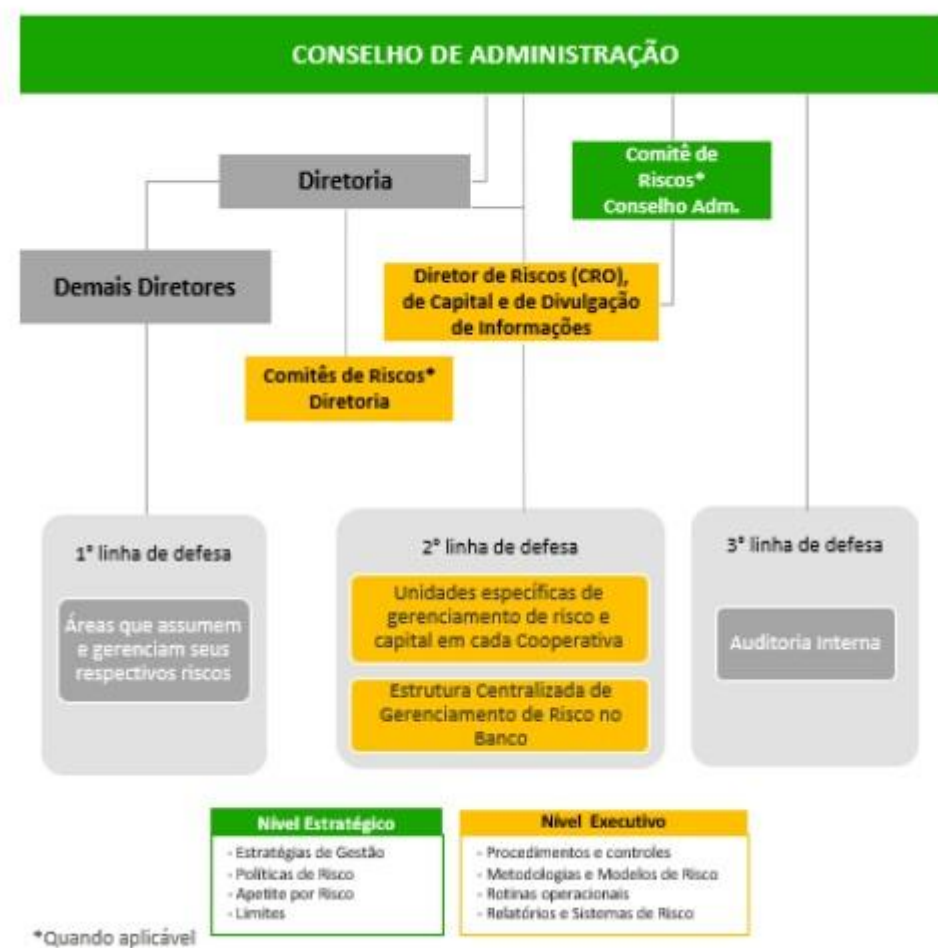 CONSELHO DE ADMINISTRAÇÃO
Comitê de
Riscos*
Conselho Adm.
Diretoria
Demais Diretores
Diretor de Riscos (CRO),
de Capital e de Divulgação
de Informações
Comitês de Riscos*
Diretoria
1° linha de defesa
Áreas que assumem
e gerenciam seus
respectivos riscos
2° linha de defesa
Unidades específicas de
gerenciamento de risco e
capital em cada Cooperativa
Estrutura Centralizada de
Gerenciamento de Risco no
Banco
3° linha de defesa
Auditoria Interna
Nível Estratégico
- Estratégias de Gestão
- Políticas de Risco
- Apetite por Risco
- Limites
Nível Executivo
- Procedimentos e controles
- Metodologias e Modelos de Risco
- Rotinas operacionais
- Relatórios e Sistemas de Risco
*Quando aplicável